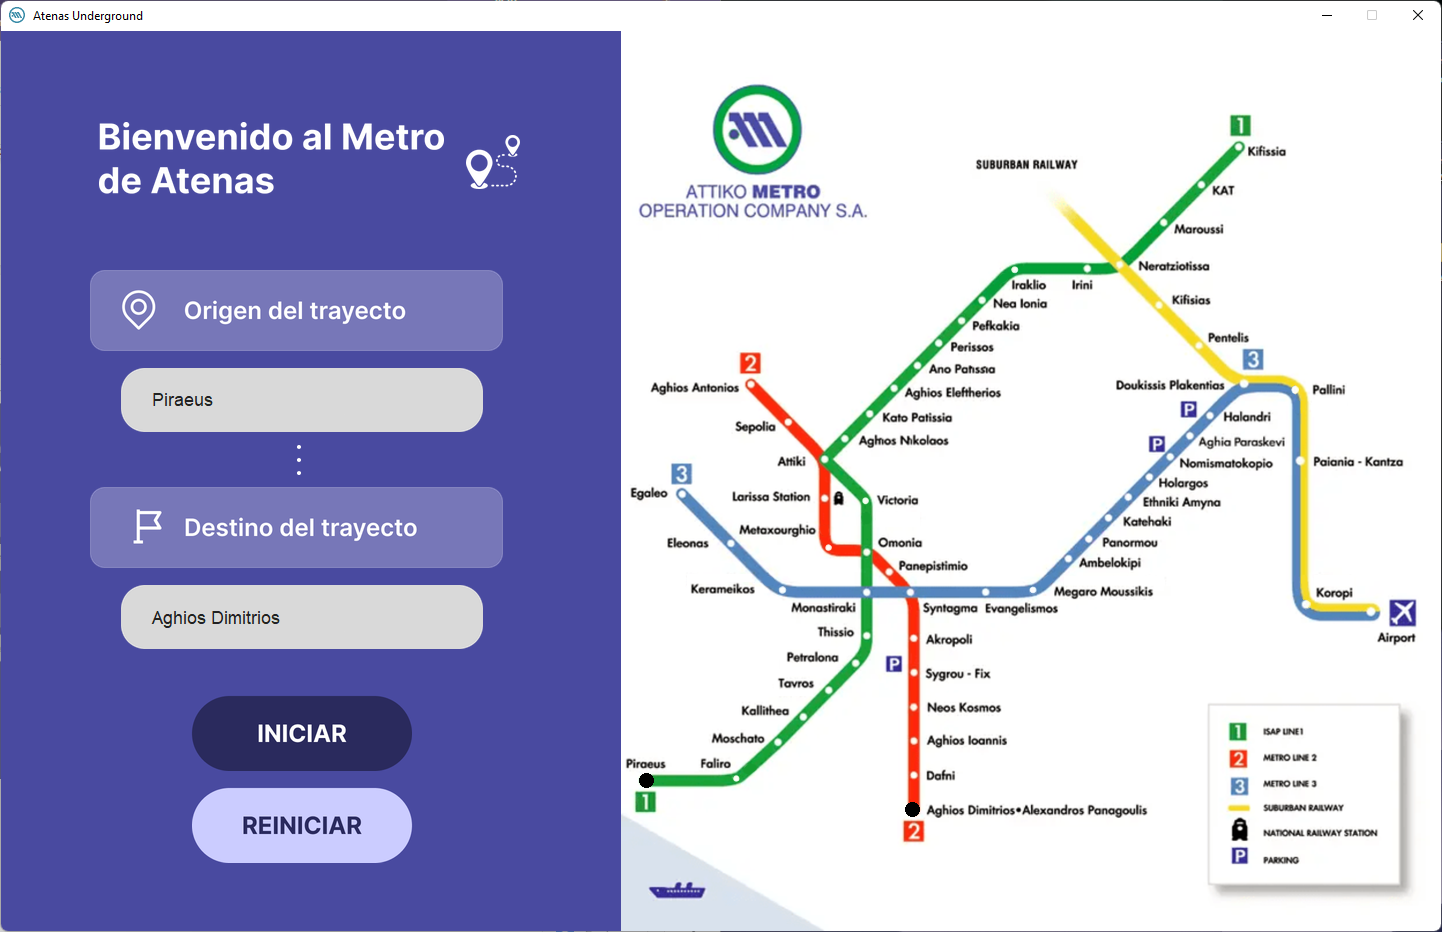 Atenas Underground
Bienvenido al Metro
de Atenas
Origen del trayecto
Piraeus
Destino del trayecto
Aghios Dimitrios
INICIAR
REINICIAR
ATTIKO METRO
OPERATION COMPANY S.A.
SUBURBAN RAILWAY
1
Kifissia
KAT
Maroussi
Neratziotissa
Iraklio
Irini
Nea Ionia
Kifisias
Pefkakia
Pentelis
Perissos
2
3
Ano Patissia
Aghios Antonios
Doukissis Plakentias
Pallini
Aghios Eleftherios
P
Halandri
Kato Patissia
Sepolia
Aghios Nikolaos
P
Aghia Paraskevi
Attiki
Nomismatokopio
Paiania - Kantza
3
Holargos
Egaleo
Larissa Station
Victoria
Ethniki Amyna
Katehaki
Metaxourghio
Eleonas
Omonia
Panormou
Panepistimio
Ambelokipi
Kerameikos
Megaro Moussikis
Koropi
Monastiraki
Syntagma
Evangelismos
Thissio
Akropoli
Airport
Petralona
P
Sygrou - Fix
Tavros
Kallithea
Neos Kosmos
Moschato
Aghios Ioannis
Piraeus
Faliro
Dafni
1
Aghios Dimitrios•Alexandros Panagoulis
2
1 ISAP LINE1
2 METRO LINE 2
3 METRO LINE 3
SUBURBAN RAILWAY
NATIONAL RAILWAY STATION
P PARKING